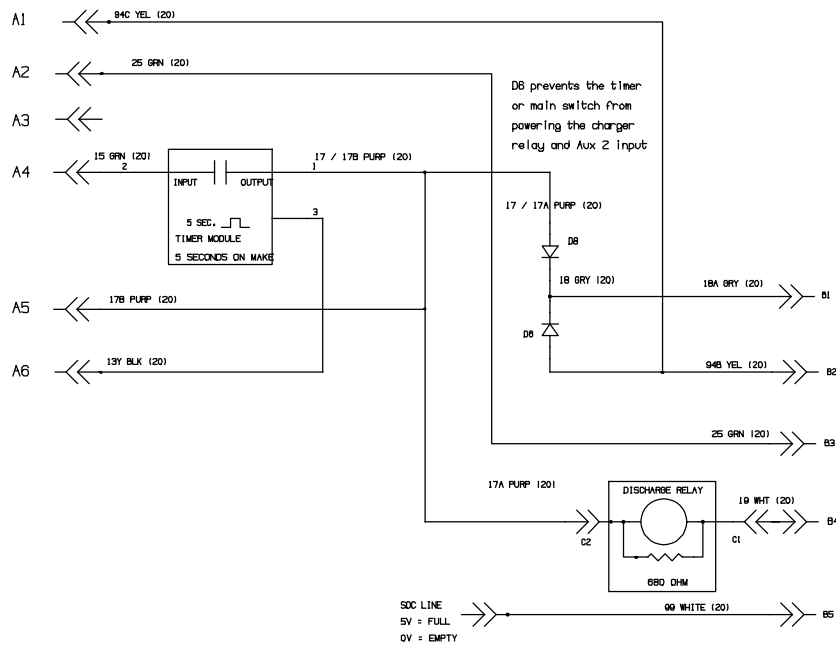 A1
94C YEL (20)
A2
25 GRN (20)
D6 prevents the timer
or main switch from
powering the charger
relay and Aux 2 input
A3
A4
15 GRN (20)
2
INPUT
OUTPUT
1
17 / 17B PURP (20)
3
5 SEC.
TIMER MODULE
5 SECONDS ON MAKE
17 / 17A PURP (20)
D8
18 GRY (20)
18A GRY (20)
B1
A5
17B PURP (20)
D6
A6
13Y BLK (20)
94B YEL (20)
B2
25 GRN (20)
B3
17A PURP (20)
DISCHARGE RELAY
19 WHT (20)
B4
C2
C1
680 OHM
SOC LINE
5V = FULL
0V = EMPTY
99 WHITE (20)
B5